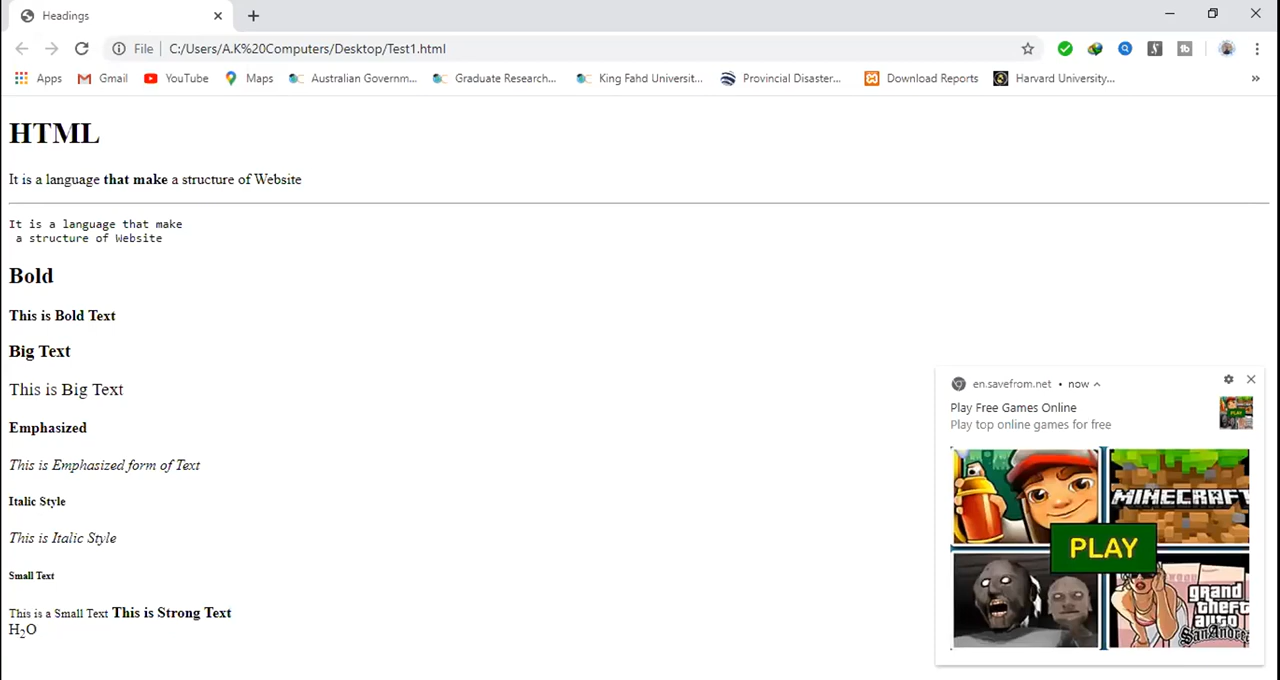 Headings
File
C:/Users/A.K%20Computers/Desktop/Test1.html
Apps
Gmail
YouTube
Maps
Australian Governm...
Graduate Research...
King Fahd Universit...
Provincial Disaster...
Download Reports
Harvard University...
HTML
It is a language that make a structure of Website
It is a language that make
a structure of Website
Bold
This is Bold Text
Big Text
This is Big Text
Emphasized
This is Emphasized form of Text
Italic Style
This is Italic Style
Small Text
This is a Small Text This is Strong Text
H₂O
en.savefrom.net • now
Play Free Games Online
Play top online games for free
MINECRAFT
PLAY
grand
theft
auto
SanAndre